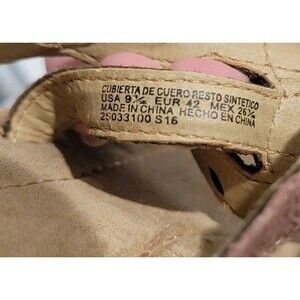 CUBIERTA DE CUERO RESTO SINTETICO
USA 9½ EUR 42 MEX 26½
MADE IN CHINA HECHO EN CHINA
25033100 S16